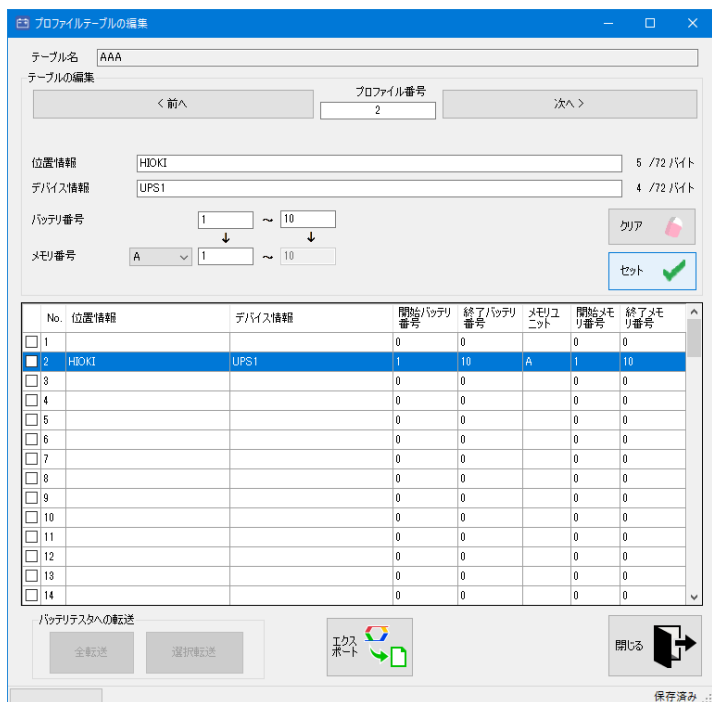 プロファイルテーブルの編集
テーブル名 AAA
テーブルの編集
プロファイル番号
< 前へ 2 次へ >
位置情報 HIOKI 5 /72 バイト
デバイス情報 UPS1 4 /72 バイト
バッテリ番号 1 ～ 10
↓ ↓
クリア
メモリ番号 A 1 ～ 10
セット
No. 位置情報 デバイス情報 開始バッテリ番号 終了バッテリ番号 メモリユニット 開始メモリ番号 終了メモリ番号
1 0 0 0 0
2 HIOKI UPS1 1 10 A 1 10
3 0 0 0 0
4 0 0 0 0
5 0 0 0 0
6 0 0 0 0
7 0 0 0 0
8 0 0 0 0
9 0 0 0 0
10 0 0 0 0
11 0 0 0 0
12 0 0 0 0
13 0 0 0 0
14 0 0 0 0
バッテリテスタへの転送
全転送 選択転送
エクス
ポート
閉じる
保存済み